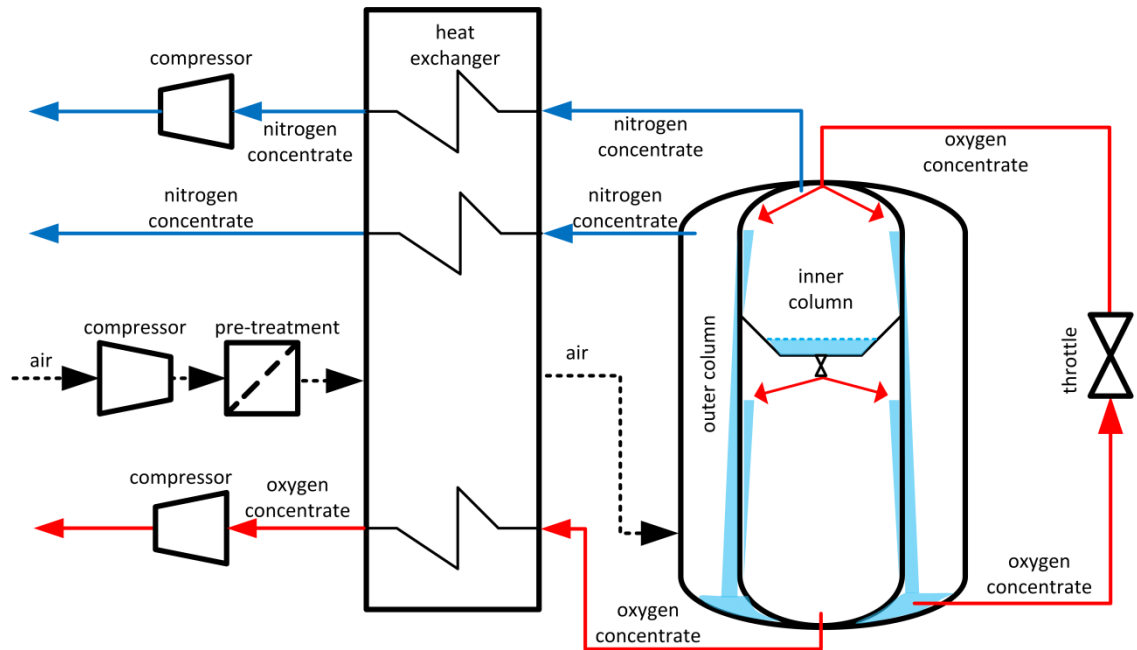 heat
exchanger
compressor
nitrogen
concentrate
nitrogen
concentrate
oxygen
concentrate
nitrogen
concentrate
nitrogen
concentrate
inner
column
outer column
throttle
compressor
pre-treatment
air
air
compressor
oxygen
concentrate
oxygen
concentrate
oxygen
concentrate